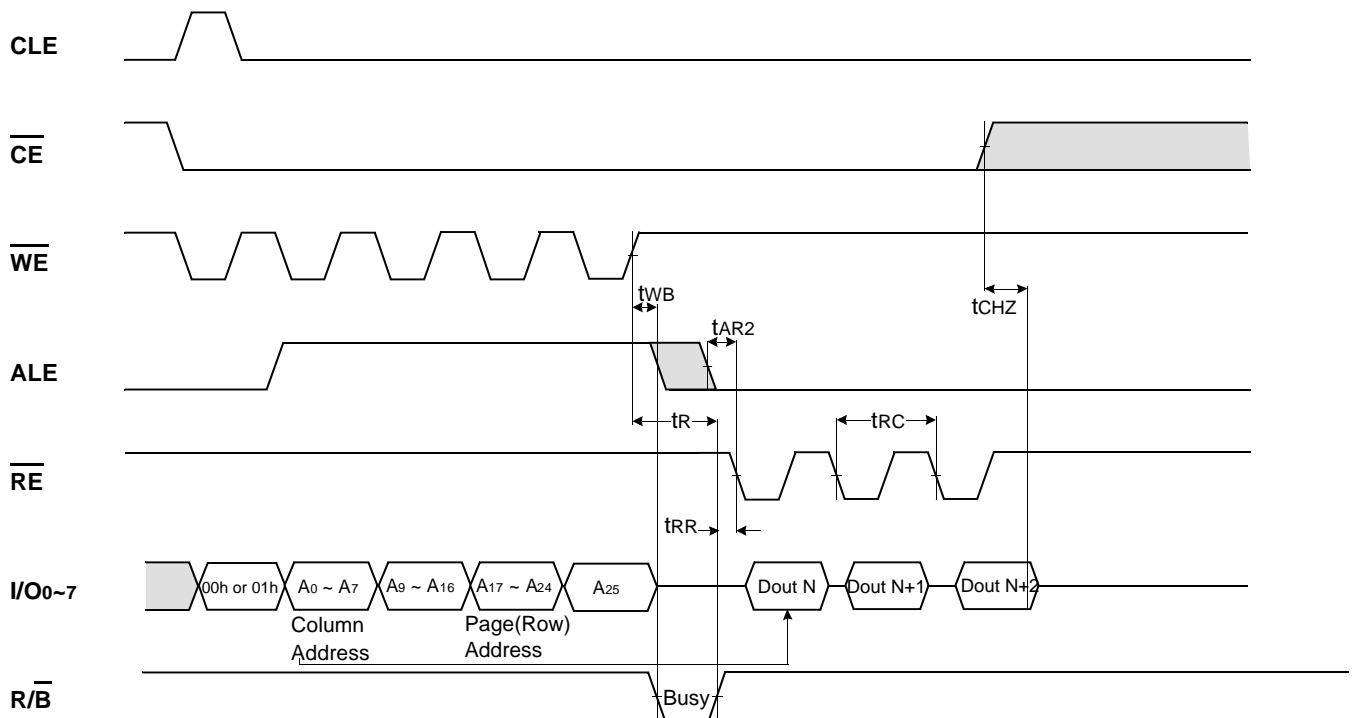 CLE
CE
WE
tWB
tCHZ
tAR2
ALE
tR
tRC
RE
tRR
I/O0~7
00h or 01h
A0 ~ A7
A9 ~ A16
A17 ~ A24
A25
Dout N
Dout N+1
Dout N+2
Column
Address
Page(Row)
Address
R/B
Busy